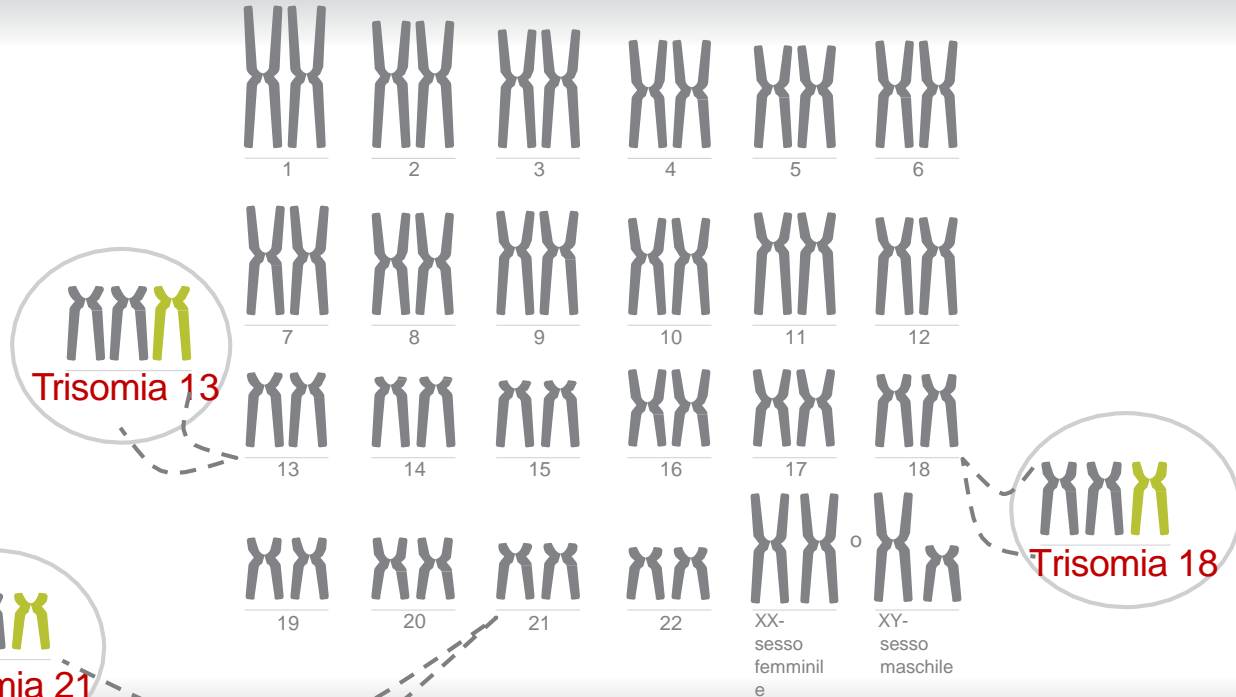 1 2 3 4 5 6
7 8 9 10 11 12
Trisomia 13
13 14 15 16 17 18
o
Trisomia 18
19 20 21 22
XX-
sesso
femminil
e
XY-
sesso
maschile
mia 21